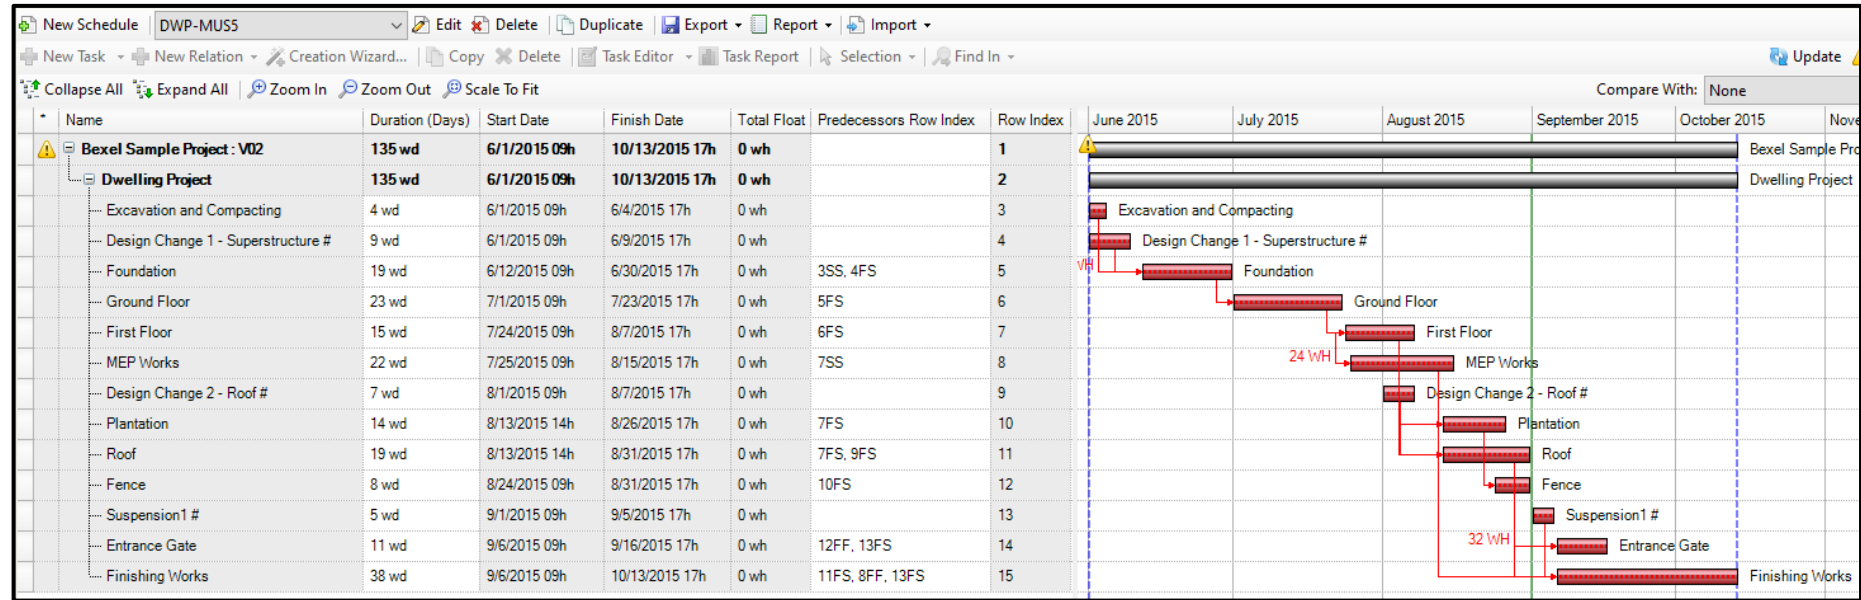 New Schedule DWP-MUS5 Edit Delete Duplicate Export Report Import
New Task New Relation Creation Wizard... Copy Delete Task Editor Task Report Selection Find In Update
Collapse All Expand All Zoom In Zoom Out Scale To Fit Compare With: None
* Name Duration (Days) Start Date Finish Date Total Float Predecessors Row Index Row Index June 2015 July 2015 August 2015 September 2015 October 2015 Nove
Bexel Sample Project : V02 135 wd 6/1/2015 09h 10/13/2015 17h 0 wh 1 Bexel Sample Pro
Dwelling Project 135 wd 6/1/2015 09h 10/13/2015 17h 0 wh 2 Dwelling Project
Excavation and Compacting 4 wd 6/1/2015 09h 6/4/2015 17h 0 wh 3 Excavation and Compacting
Design Change 1 - Superstructure # 9 wd 6/1/2015 09h 6/9/2015 17h 0 wh 4 Design Change 1 - Superstructure #
Foundation 19 wd 6/12/2015 09h 6/30/2015 17h 0 wh 3SS, 4FS 5 WH Foundation
Ground Floor 23 wd 7/1/2015 09h 7/23/2015 17h 0 wh 5FS 6 Ground Floor
First Floor 15 wd 7/24/2015 09h 8/7/2015 17h 0 wh 6FS 7 First Floor
MEP Works 22 wd 7/25/2015 09h 8/15/2015 17h 0 wh 7SS 8 24 WH MEP Works
Design Change 2 - Roof # 7 wd 8/1/2015 09h 8/7/2015 17h 0 wh 9 Design Change 2 - Roof #
Plantation 14 wd 8/13/2015 14h 8/26/2015 17h 0 wh 7FS 10 Plantation
Roof 19 wd 8/13/2015 14h 8/31/2015 17h 0 wh 7FS, 9FS 11 Roof
Fence 8 wd 8/24/2015 09h 8/31/2015 17h 0 wh 10FS 12 Fence
Suspension1 # 5 wd 9/1/2015 09h 9/5/2015 17h 0 wh 13 Suspension1 #
Entrance Gate 11 wd 9/6/2015 09h 9/16/2015 17h 0 wh 12FF, 13FS 14 32 WH Entrance Gate
Finishing Works 38 wd 9/6/2015 09h 10/13/2015 17h 0 wh 11FS, 8FF, 13FS 15 Finishing Works